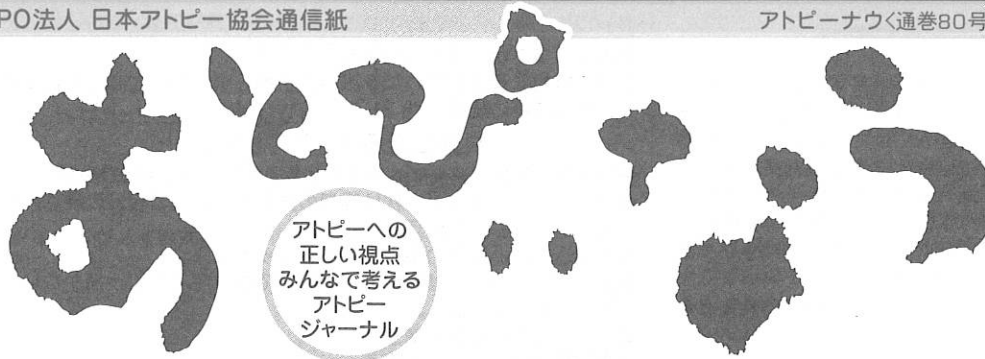 PO法人 日本アトピー協会通信紙
アトピーナウ〈通巻80号
あとぴぃなう
アトピーへの
正しい視点
みんなで考える
アトピー
ジャーナル